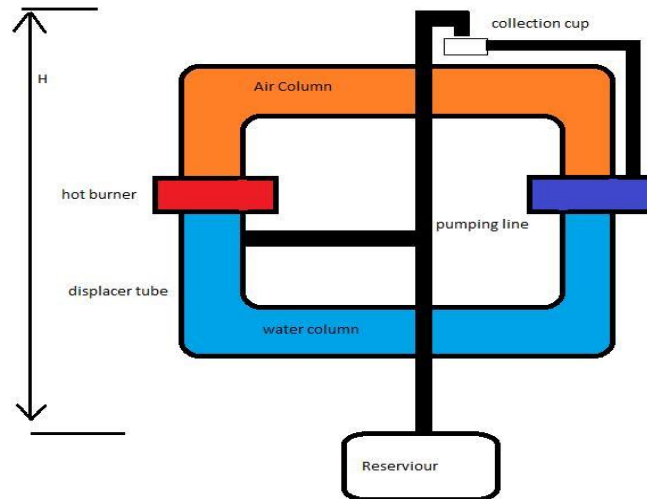 collection cup
H
Air Column
hot burner
pumping line
displacer tube
water column
Reserviour